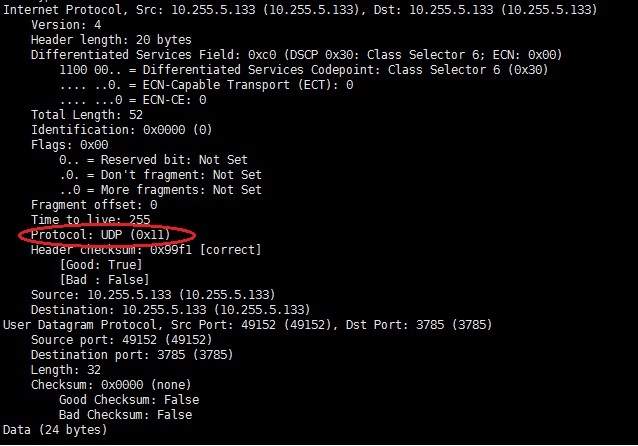 Internet Protocol, Src: 10.255.5.133 (10.255.5.133), Dst: 10.255.5.133 (10.255.5.133)
Version: 4
Header length: 20 bytes
Differentiated Services Field: 0xc0 (DSCP 0x30: Class Selector 6; ECN: 0x00)
1100 00.. = Differentiated Services Codepoint: Class Selector 6 (0x30)
.... ..0. = ECN-Capable Transport (ECT): 0
.... ...0 = ECN-CE: 0
Total Length: 52
Identification: 0x0000 (0)
Flags: 0x00
0.. = Reserved bit: Not Set
.0. = Don't fragment: Not Set
..0 = More fragments: Not Set
Fragment offset: 0
Time to live: 255
Protocol: UDP (0x11)
Header checksum: 0x99f1 [correct]
[Good: True]
[Bad : False]
Source: 10.255.5.133 (10.255.5.133)
Destination: 10.255.5.133 (10.255.5.133)
User Datagram Protocol, Src Port: 49152 (49152), Dst Port: 3785 (3785)
Source port: 49152 (49152)
Destination port: 3785 (3785)
Length: 32
Checksum: 0x0000 (none)
Good Checksum: False
Bad Checksum: False
Data (24 bytes)